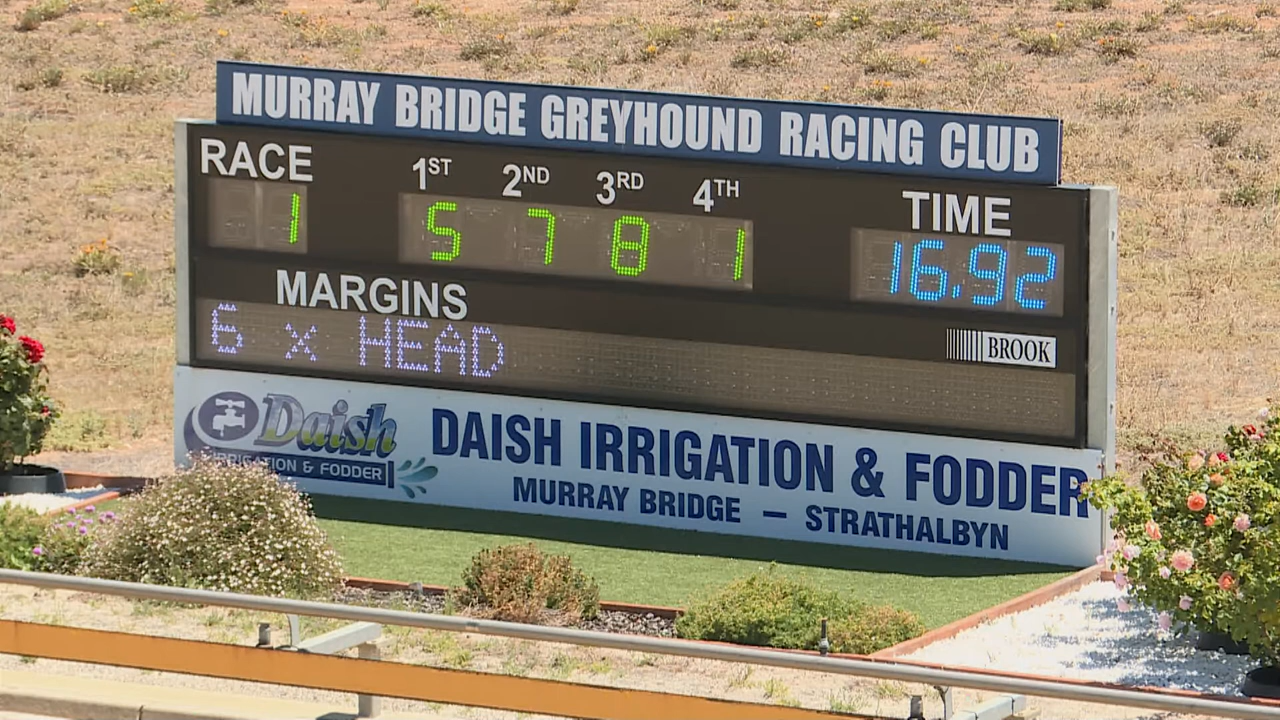 MURRAY BRIDGE GREYHOUND RACING CLUB
RACE 1ST 2ND 3RD 4TH TIME
1 5 7 8 1 16.92
MARGINS
6 x HEAD
BROOK
Daish
IRRIGATION & FODDER
DAISH IRRIGATION & FODDER
MURRAY BRIDGE – STRATHALBYN